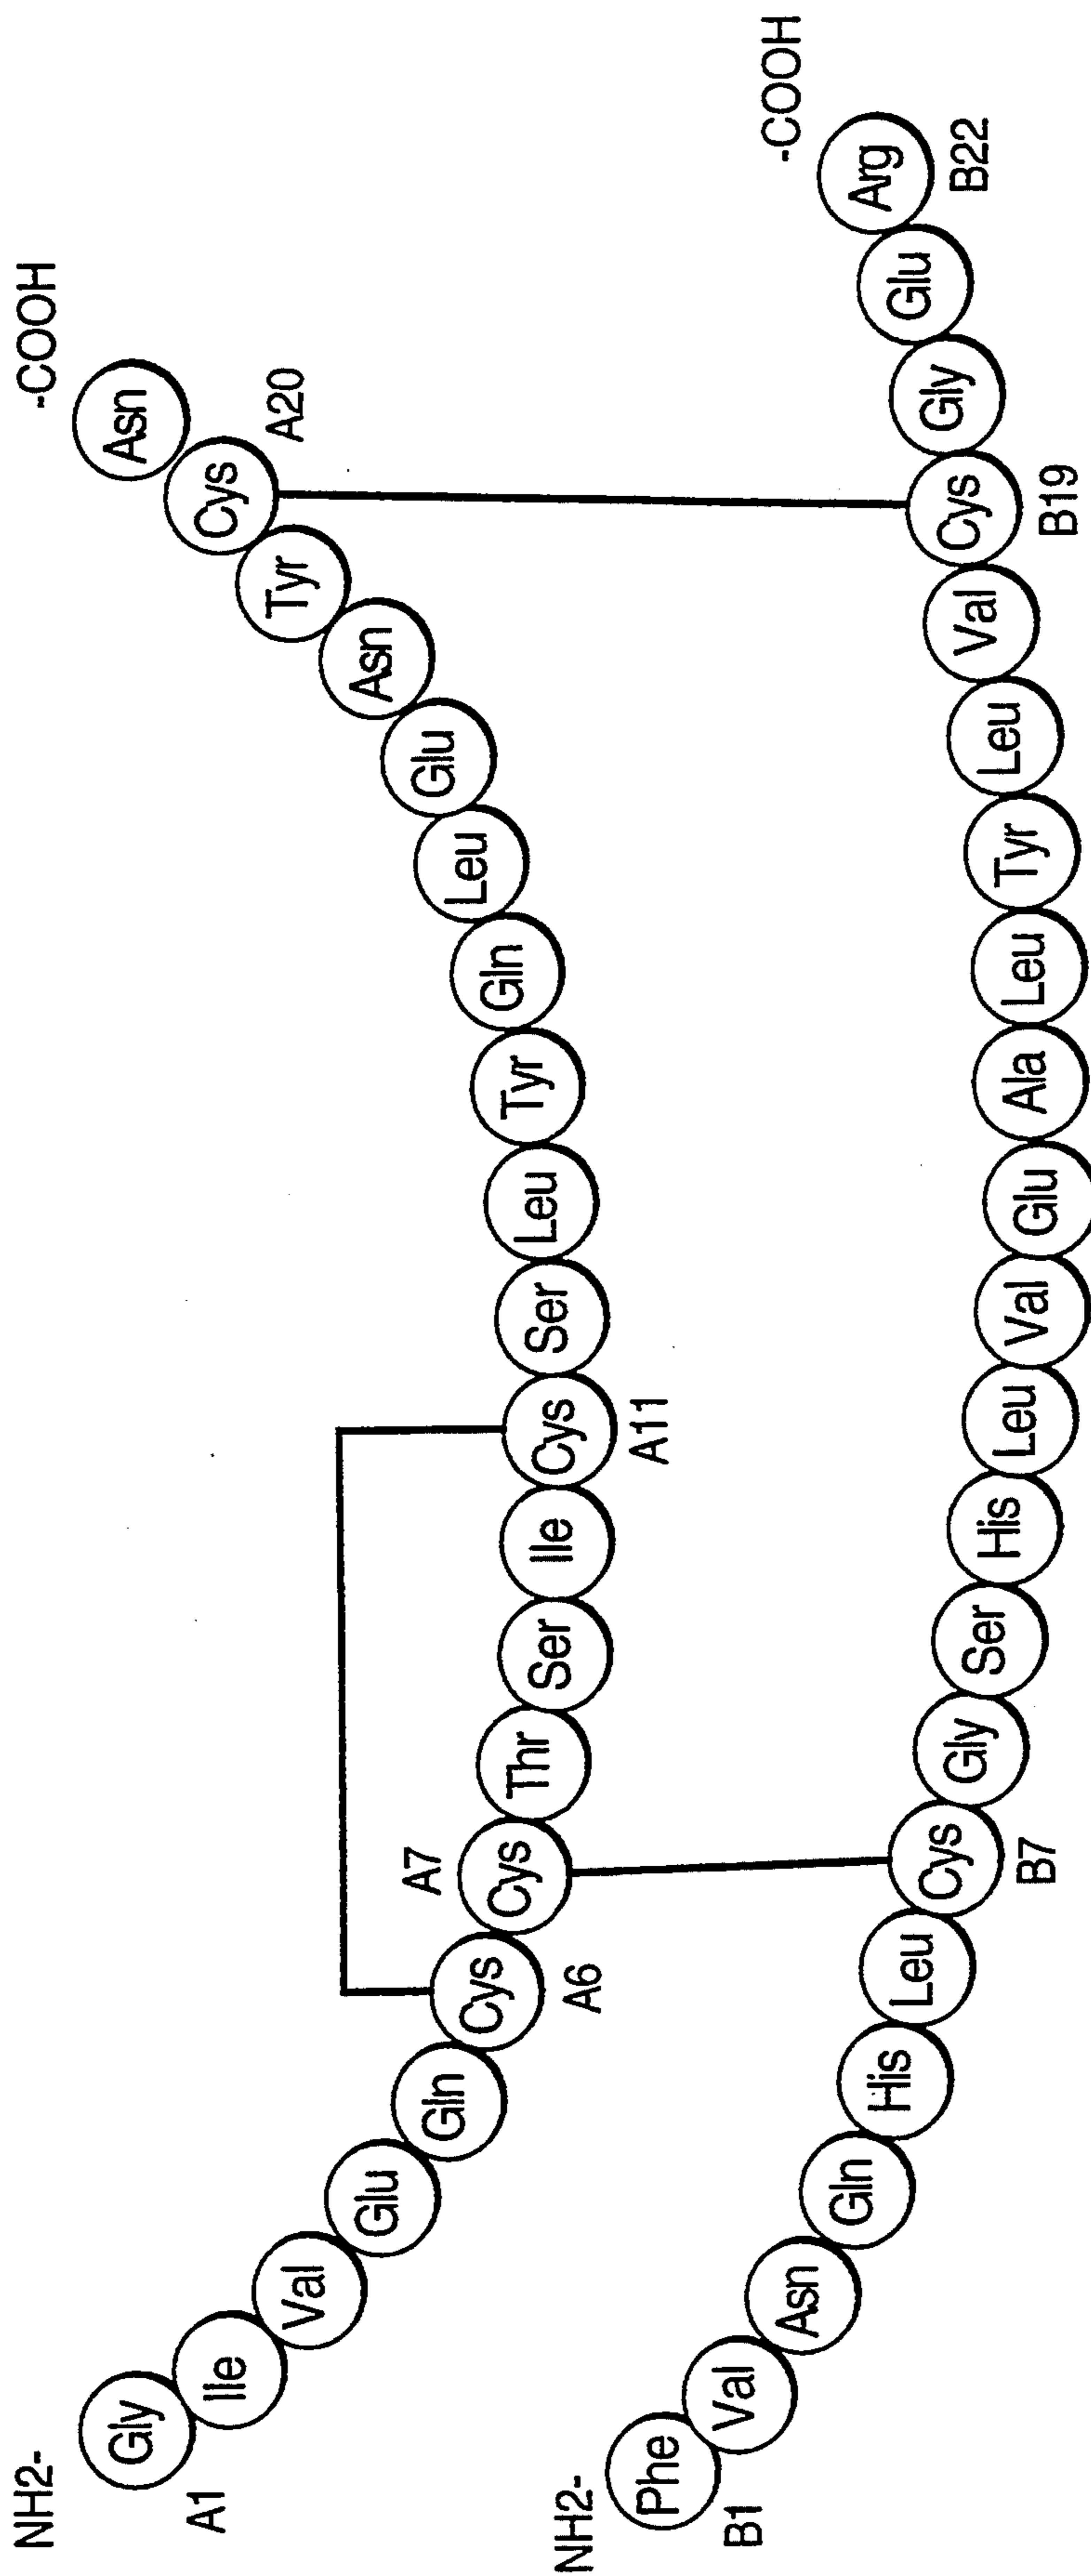 NH2-
-COOH
Gly Ile Val Glu Gln Cys Cys Thr Ser Ile Cys Ser Leu Tyr Gln Leu Glu Asn Tyr Cys Asn
A1
A6
A7
A11
A20
NH2-
-COOH
Phe Val Asn Gln His Leu Cys Gly Ser His Leu Val Glu Ala Leu Tyr Leu Val Cys Gly Glu Arg
B1
B7
B19
B22